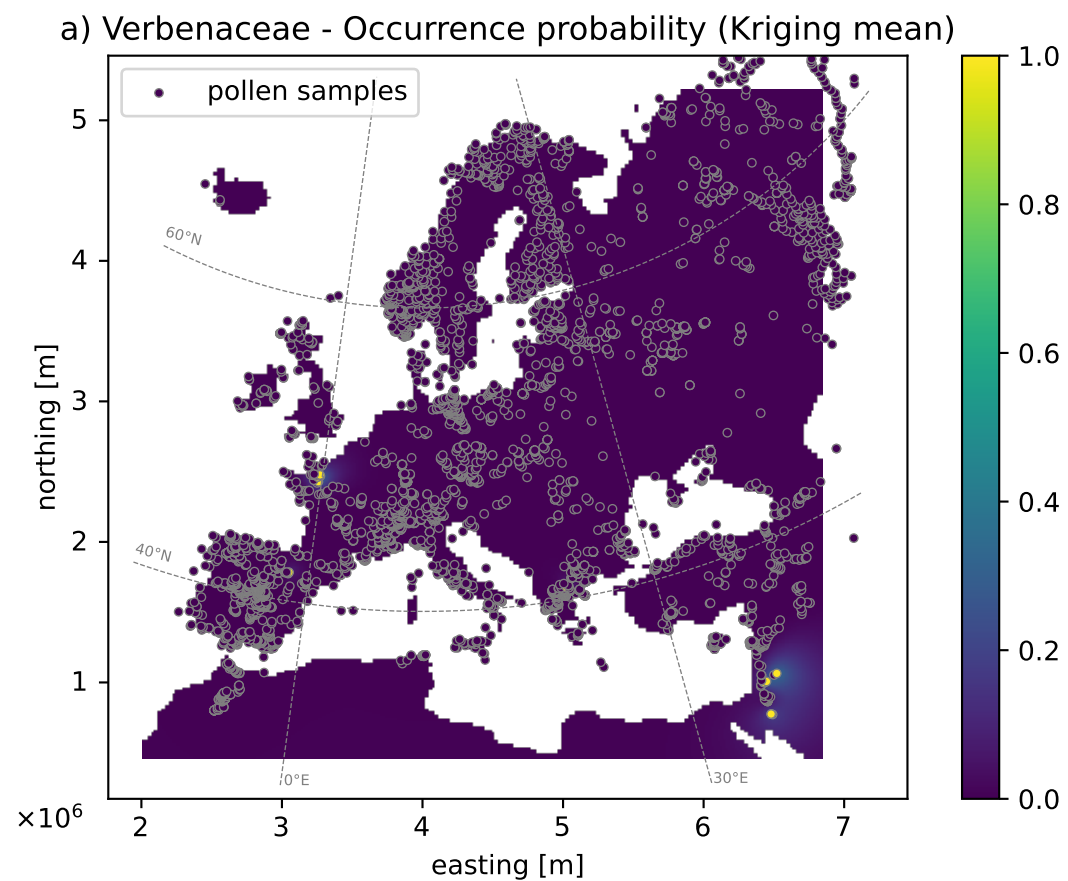 a) Verbenaceae - Occurrence probability (Kriging mean)
pollen samples
1.0
0.8
0.6
0.4
0.2
0.0
northing [m]
5
4
3
2
1
60°N
40°N
0°E
30°E
×10⁶
2 3 4 5 6 7
easting [m]